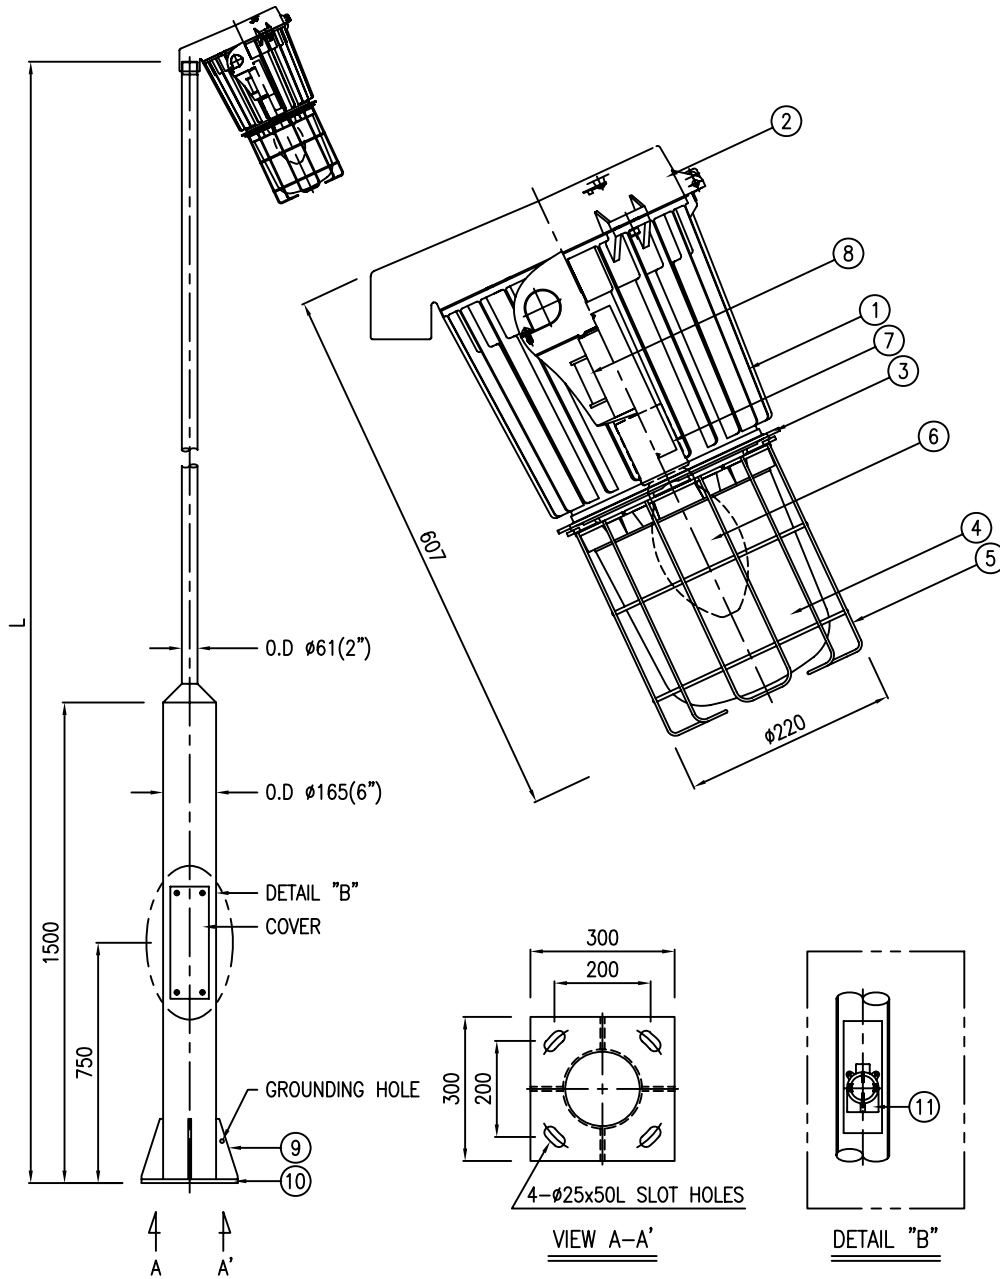 2
8
1
7
3
6
4
5
607
ø220
L
O.D ø61(2")
O.D ø165(6")
DETAIL "B"
COVER
1500
750
GROUNDING HOLE
9
10
A
A'
300
200
300
200
4-ø25x50L SLOT HOLES
VIEW A-A'
11
DETAIL "B"